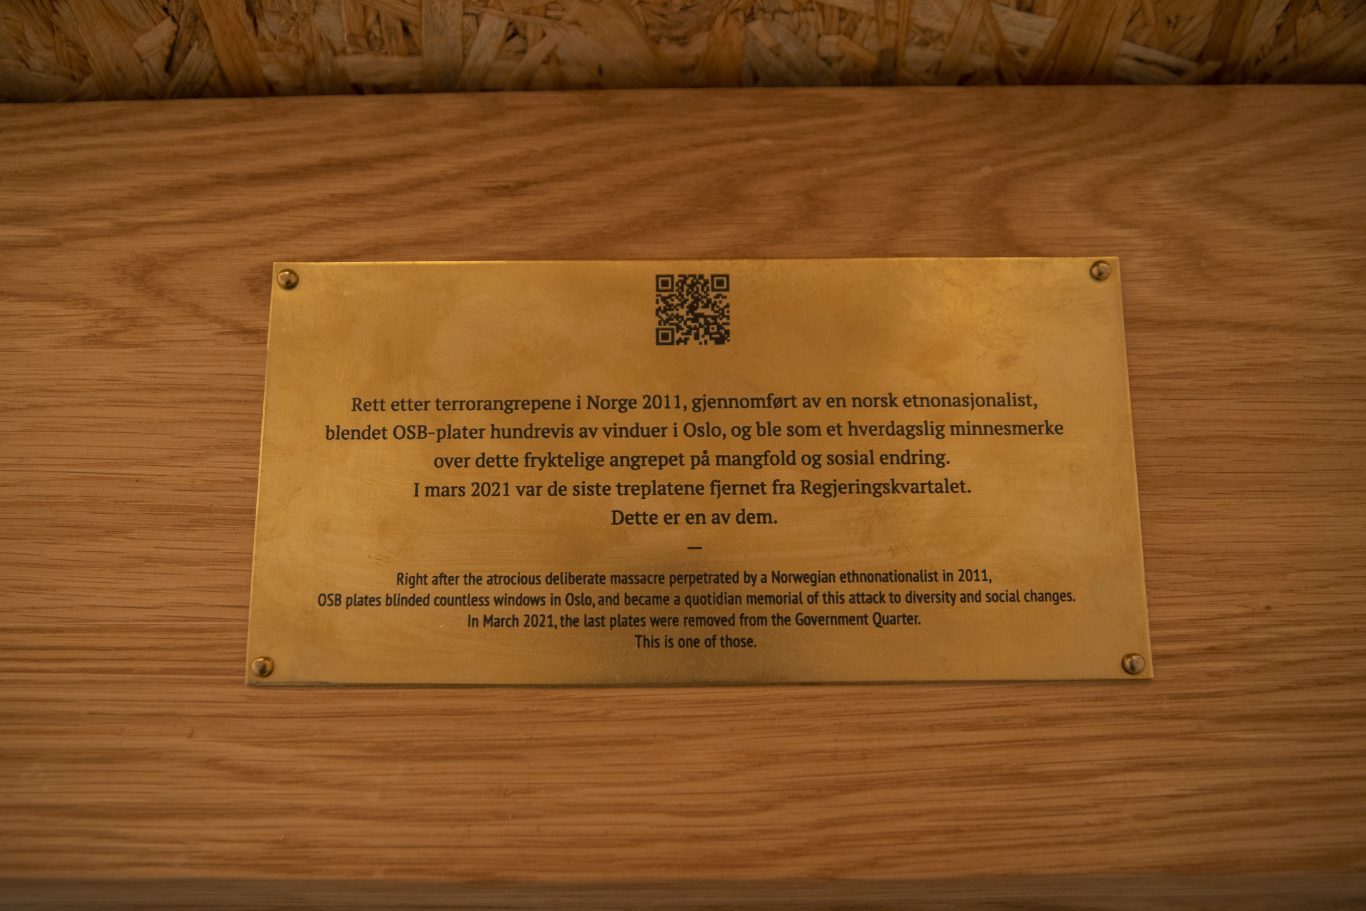 Rett etter terrorangrepene i Norge 2011, gjennomført av en norsk etnonasjonalist,
blendet OSB-plater hundrevis av vinduer i Oslo, og ble som et hverdagslig minnesmerke
over dette fryktelige angrepet på mangfold og sosial endring.
I mars 2021 var de siste treplatene fjernet fra Regjeringskvartalet.
Dette er en av dem.
—
Right after the atrocious deliberate massacre perpetrated by a Norwegian ethnonationalist in 2011,
OSB plates blinded countless windows in Oslo, and became a quotidian memorial of this attack to diversity and social changes.
In March 2021, the last plates were removed from the Government Quarter.
This is one of those.